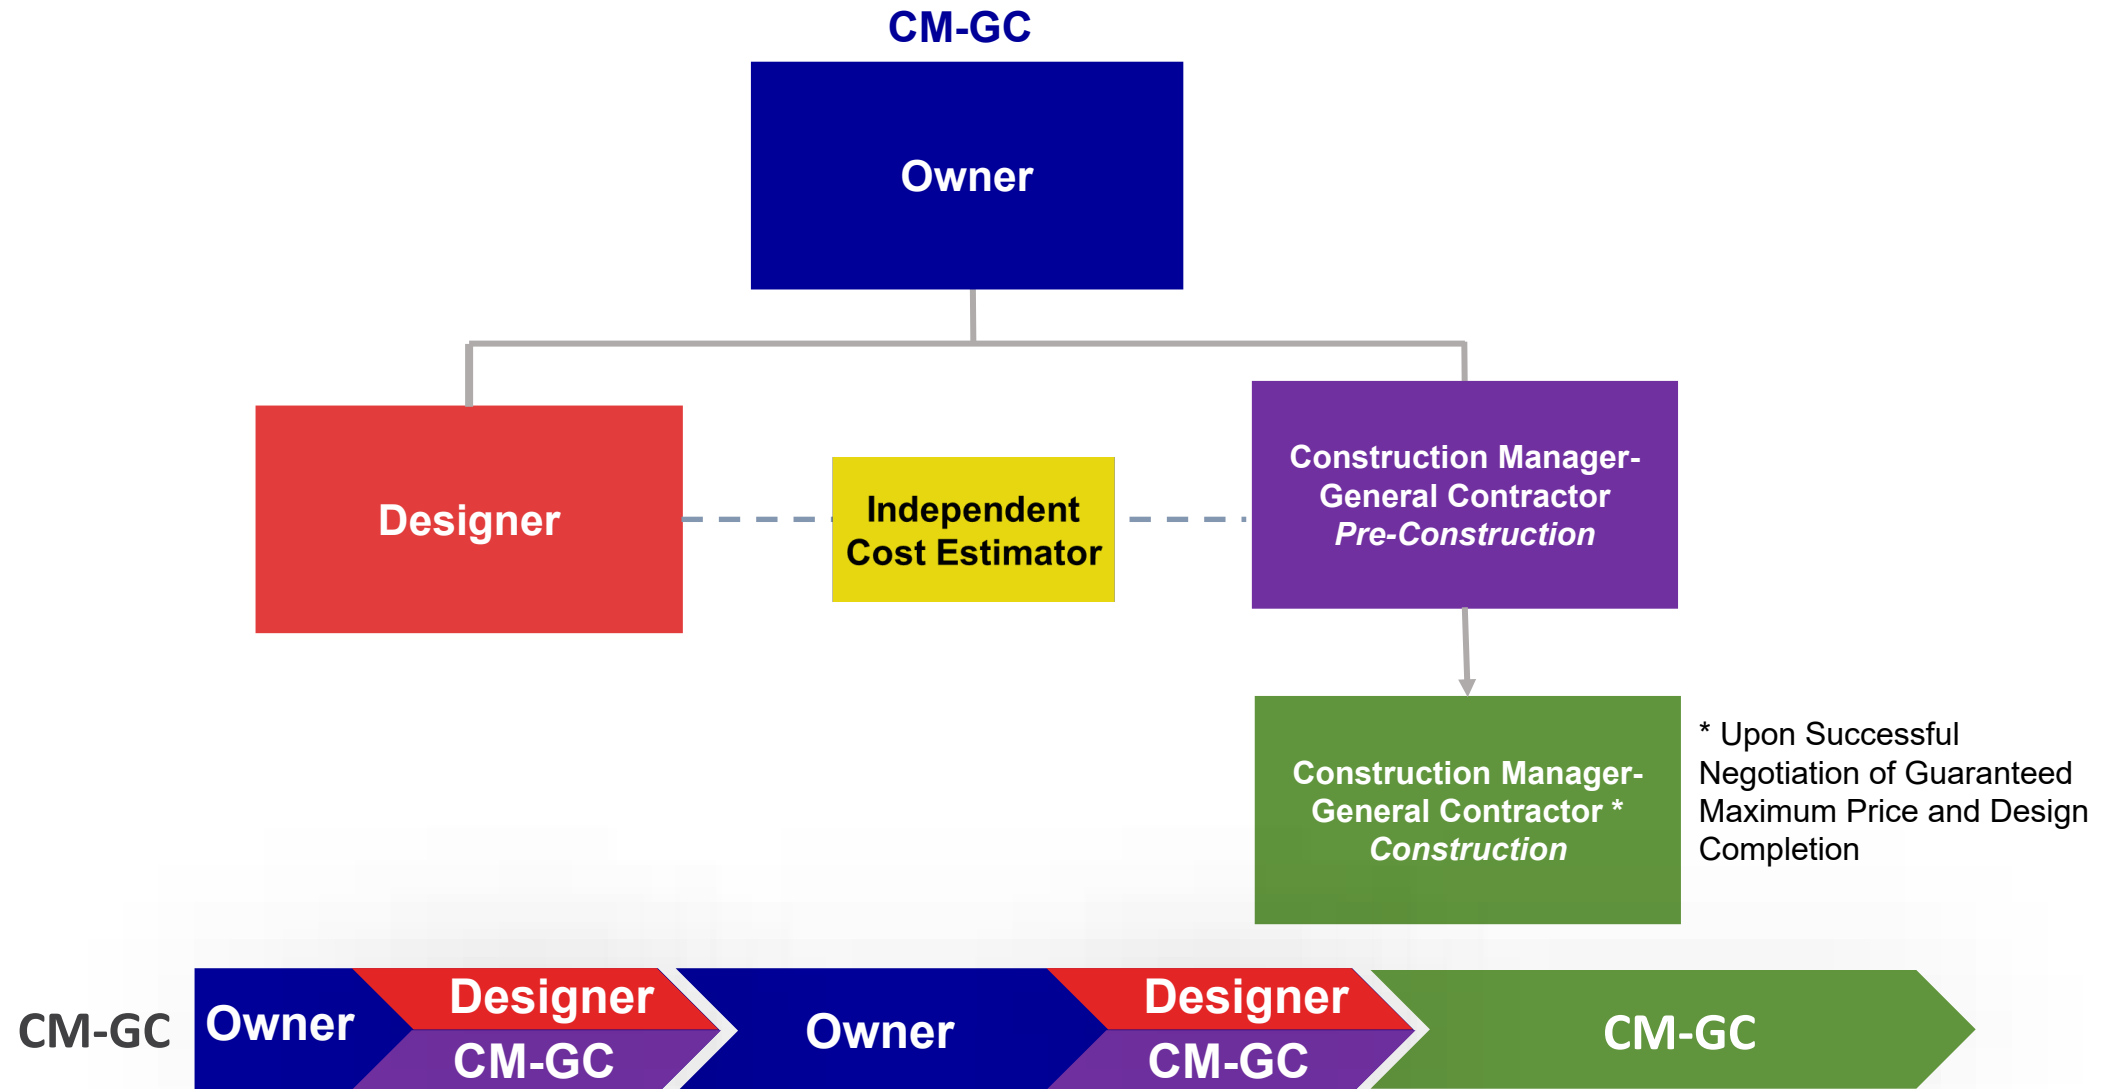 CM-GC
Owner
Designer
Independent
Cost Estimator
Construction Manager-
General Contractor
Pre-Construction
Construction Manager-
General Contractor *
Construction
* Upon Successful
Negotiation of Guaranteed
Maximum Price and Design
Completion
CM-GC
Owner
Designer
CM-GC
Owner
Designer
CM-GC
CM-GC